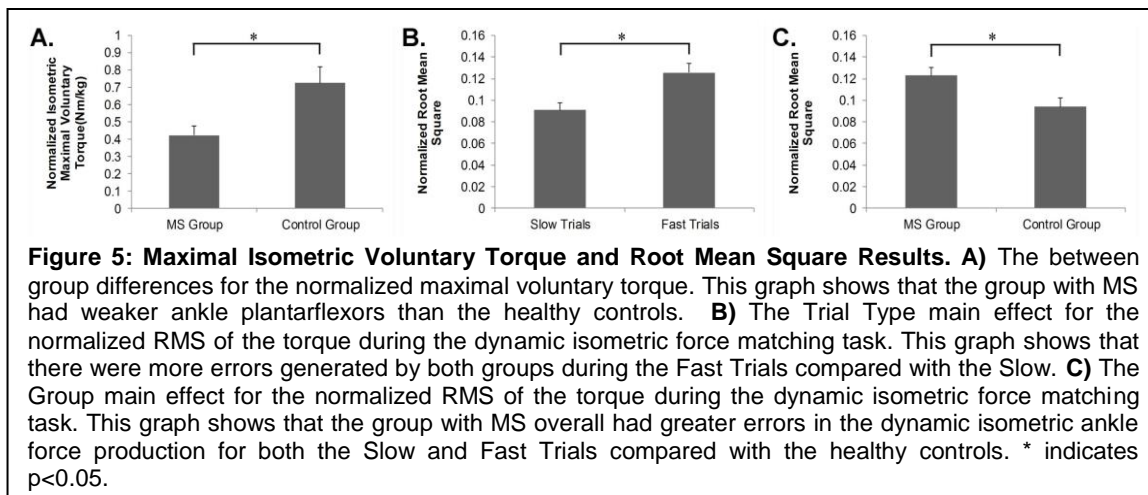 A.
*
Normalized Isometric
Maximal Voluntary
Torque(Nm/kg)
1
0.9
0.8
0.7
0.6
0.5
0.4
0.3
0.2
0.1
0
MS Group Control Group
B.
*
Normalized Root Mean
Square
0.16
0.14
0.12
0.1
0.08
0.06
0.04
0.02
0
Slow Trials Fast Trials
C.
*
Normalized Root Mean
Square
0.16
0.14
0.12
0.1
0.08
0.06
0.04
0.02
0
MS Group Control Group
Figure 5: Maximal Isometric Voluntary Torque and Root Mean Square Results. A) The between
group differences for the normalized maximal voluntary torque. This graph shows that the group with MS
had weaker ankle plantarflexors than the healthy controls. B) The Trial Type main effect for the
normalized RMS of the torque during the dynamic isometric force matching task. This graph shows that
there were more errors generated by both groups during the Fast Trials compared with the Slow. C) The
Group main effect for the normalized RMS of the torque during the dynamic isometric force matching
task. This graph shows that the group with MS overall had greater errors in the dynamic isometric ankle
force production for both the Slow and Fast Trials compared with the healthy controls. * indicates
p<0.05.